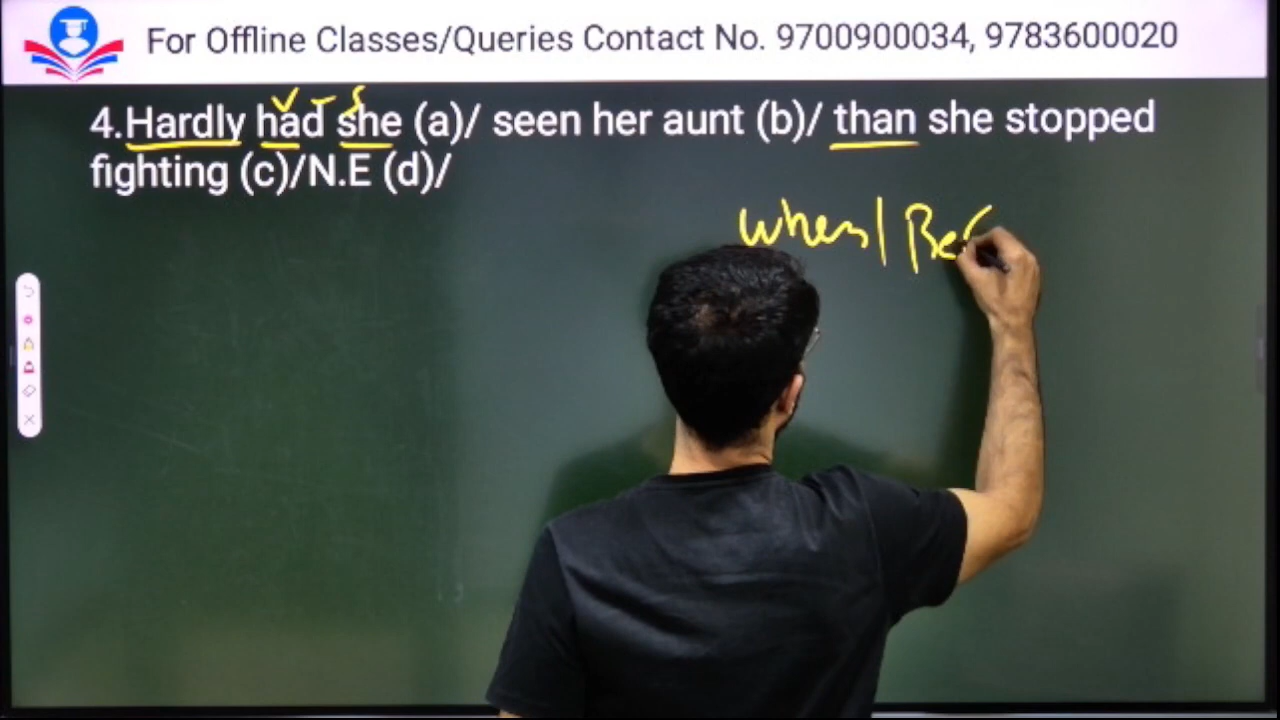 For Offline Classes/Queries Contact No. 9700900034, 9783600020
V - S
4.Hardly had she (a)/ seen her aunt (b)/ than she stopped
fighting (c)/N.E (d)/
when| Bef